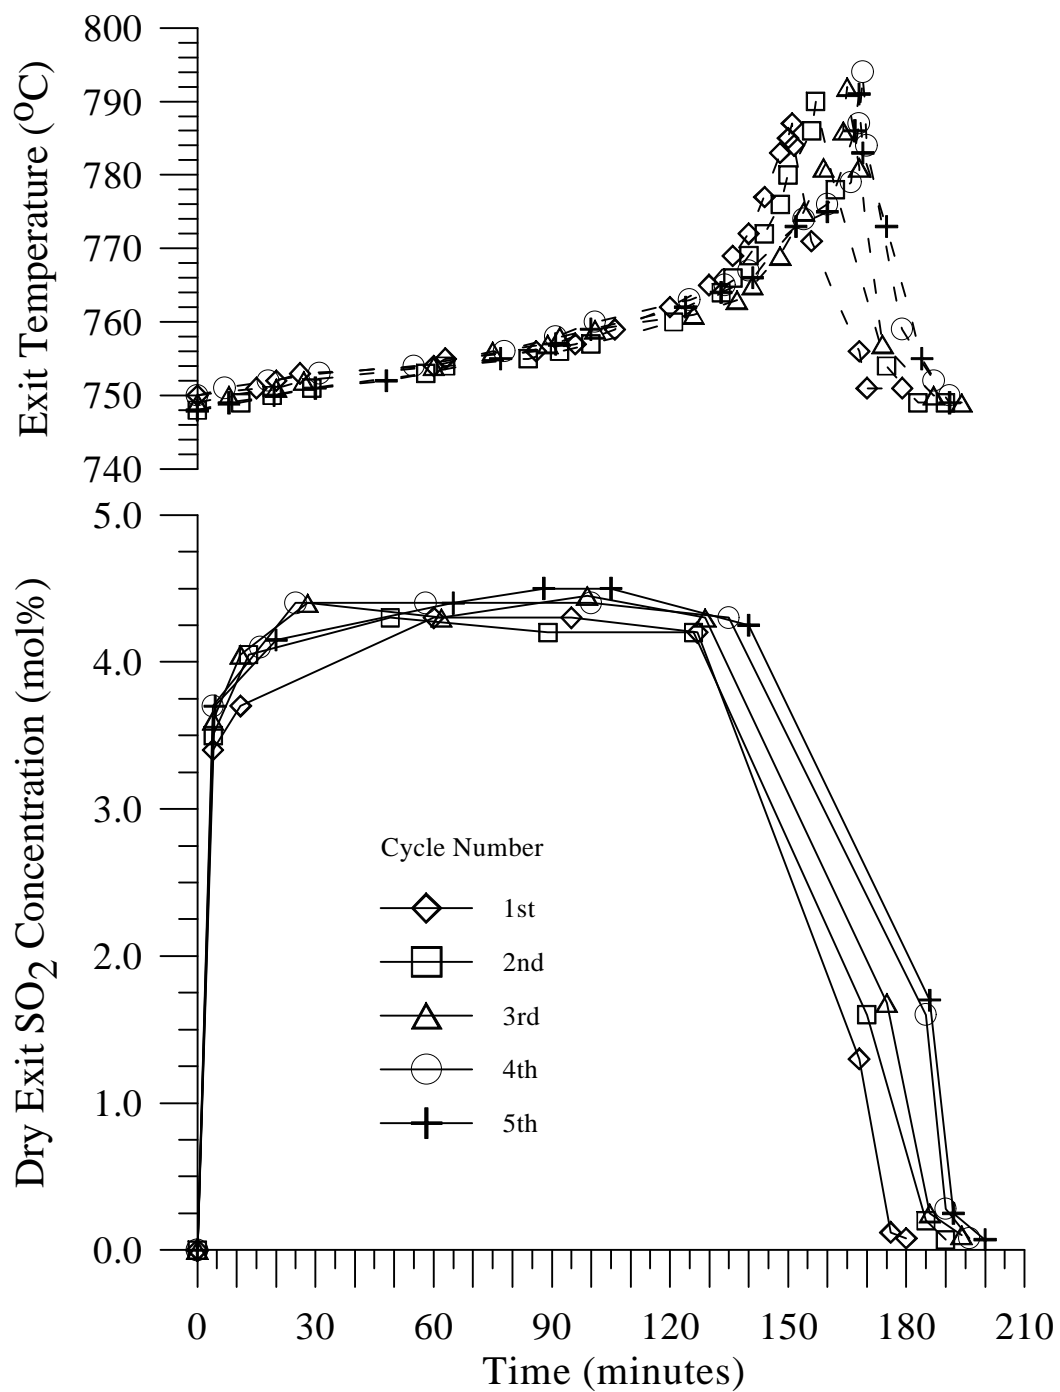 800
790
780
770
760
750
740
Exit Temperature (°C)
5.0
4.0
3.0
2.0
1.0
0.0
Dry Exit SO2 Concentration (mol%)
Cycle Number
1st
2nd
3rd
4th
5th
0 30 60 90 120 150 180 210
Time (minutes)